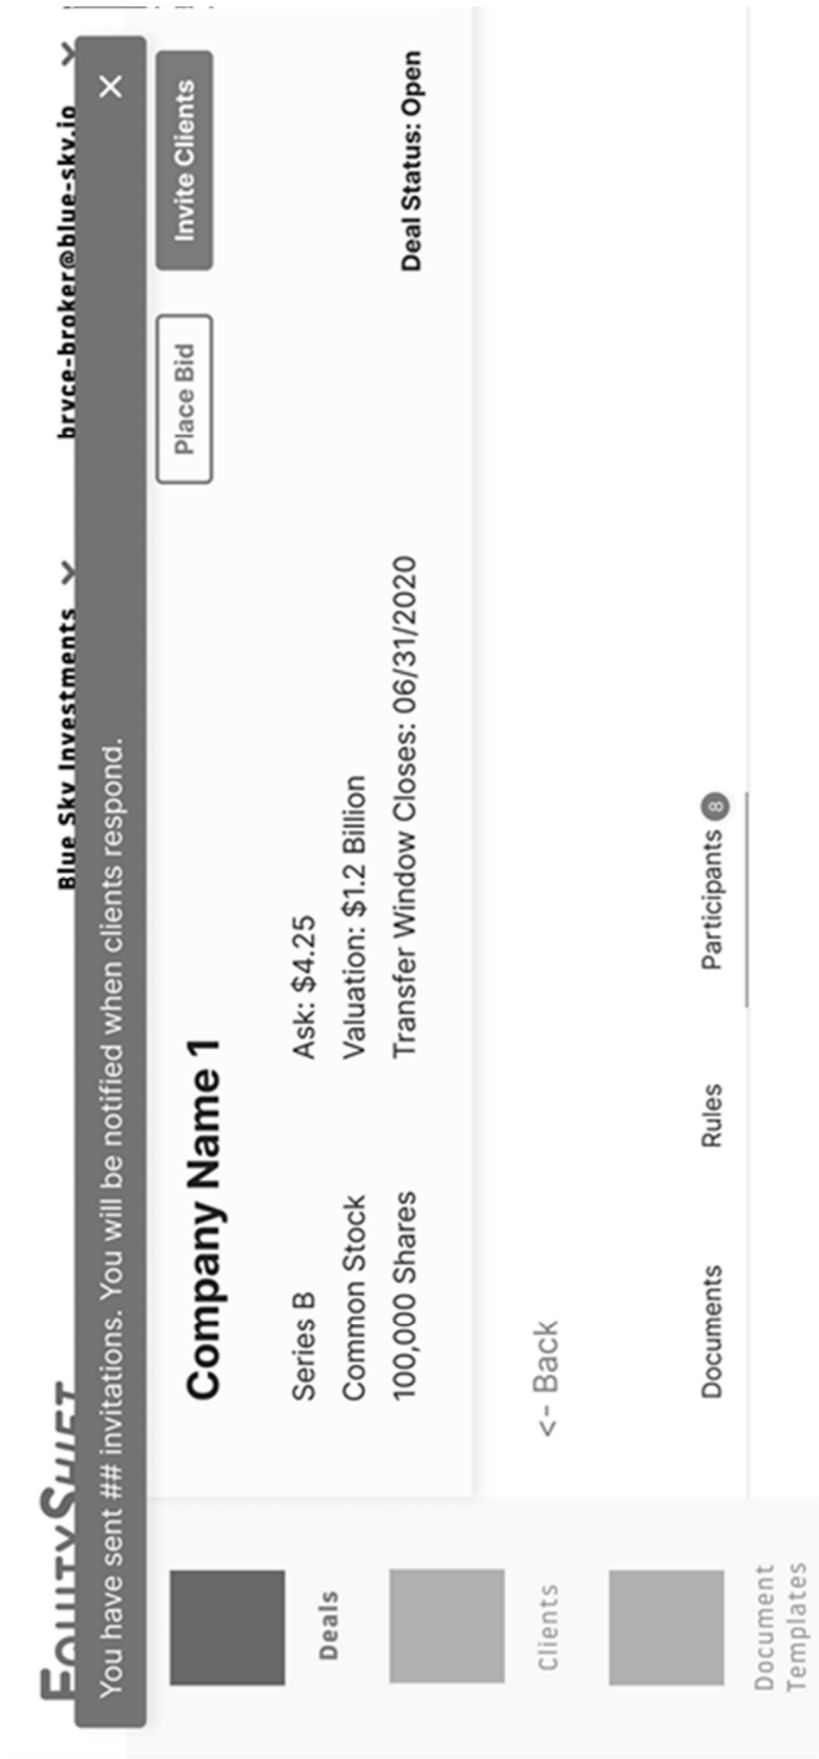 EQUITYSHIFT
Blue Sky Investments
bryce-broker@blue-sky.io
You have sent ## invitations. You will be notified when clients respond.
Company Name 1
Place Bid
Invite Clients
Series B
Ask: $4.25
Common Stock
Valuation: $1.2 Billion
100,000 Shares
Transfer Window Closes: 06/31/2020
Deal Status: Open
<- Back
Documents
Rules
Participants 8
Deals
Clients
Document
Templates